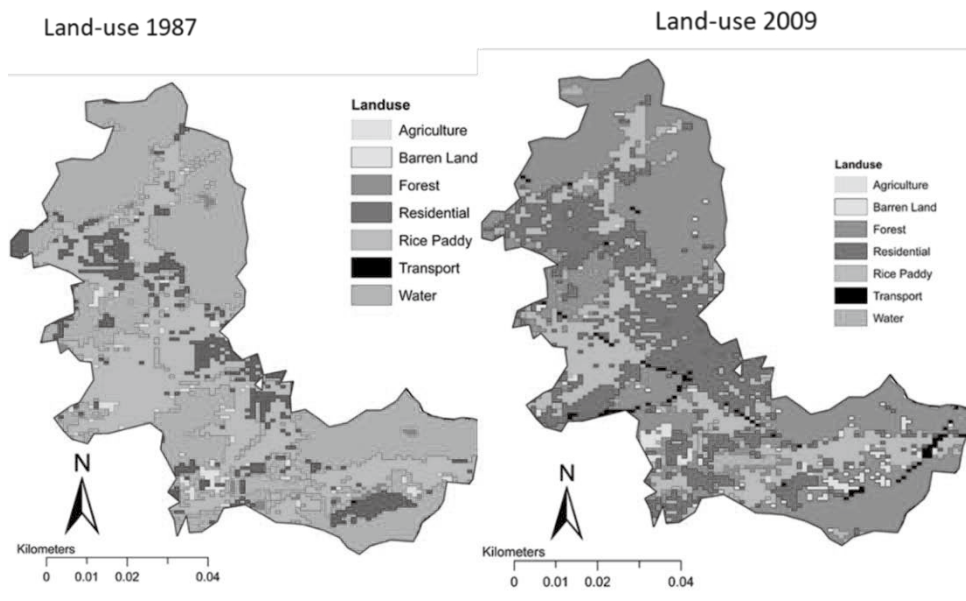 Land-use 1987
Land-use 2009
Landuse
Agriculture
Barren Land
Forest
Residential
Rice Paddy
Transport
Water
Landuse
Agriculture
Barren Land
Forest
Residential
Rice Paddy
Transport
Water
N
Kilometers
0 0.01 0.02 0.04
N
Kilometers
0 0.01 0.02 0.04